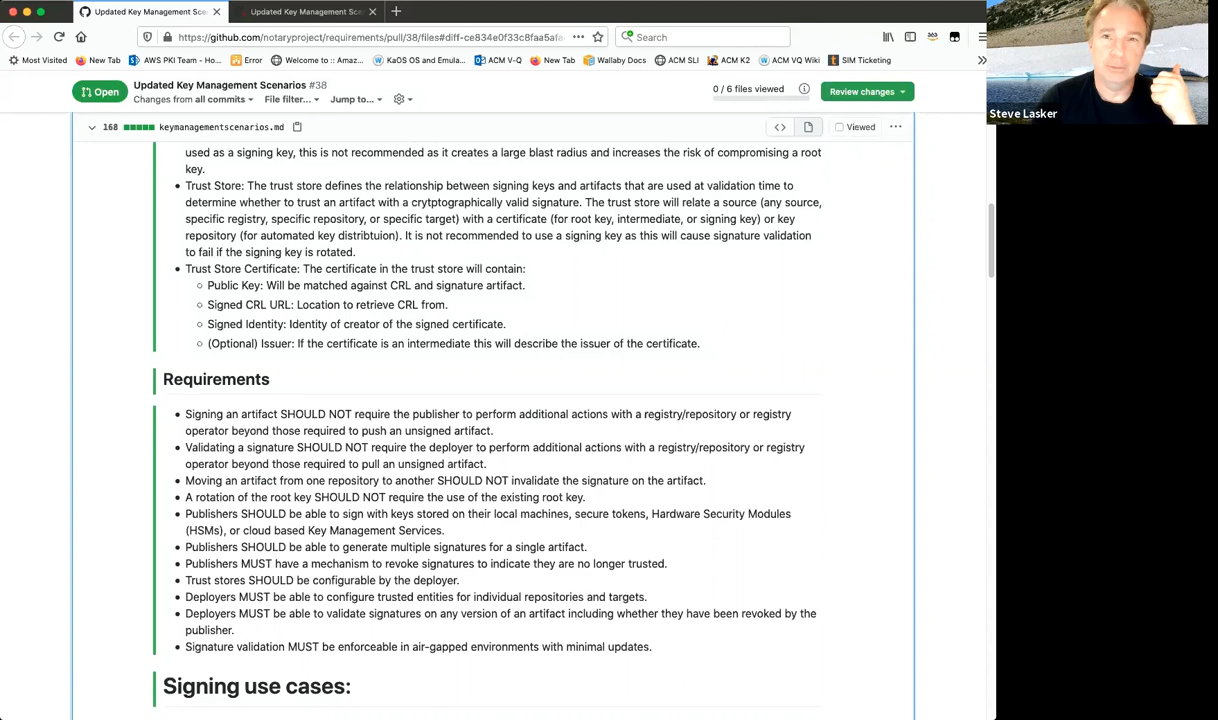 Updated Key Management Sce
Updated Key Management Sce
https://github.com/notaryproject/requirements/pull/38/files#diff-ce834e0f33c8faa5afa
Search
Most Visited
New Tab
AWS PKI Team - Ho...
Error
Welcome to :: Amaz...
KaOS OS and Emula...
ACM V-Q
New Tab
Wallaby Docs
ACM SLI
ACM K2
ACM VQ Wiki
SIM Ticketing
Open
Updated Key Management Scenarios #38
Changes from all commits
File filter...
Jump to...
0 / 6 files viewed
Review changes
168
keymanagementscenarios.md
Viewed
used as a signing key, this is not recommended as it creates a large blast radius and increases the risk of compromising a root
key.
Trust Store: The trust store defines the relationship between signing keys and artifacts that are used at validation time to
determine whether to trust an artifact with a crytptographically valid signature. The trust store will relate a source (any source,
specific registry, specific repository, or specific target) with a certificate (for root key, intermediate, or signing key) or key
repository (for automated key distribtuion). It is not recommended to use a signing key as this will cause signature validation
to fail if the signing key is rotated.
Trust Store Certificate: The certificate in the trust store will contain:
Public Key: Will be matched against CRL and signature artifact.
Signed CRL URL: Location to retrieve CRL from.
Signed Identity: Identity of creator of the signed certificate.
(Optional) Issuer: If the certificate is an intermediate this will describe the issuer of the certificate.
Requirements
Signing an artifact SHOULD NOT require the publisher to perform additional actions with a registry/repository or registry
operator beyond those required to push an unsigned artifact.
Validating a signature SHOULD NOT require the deployer to perform additional actions with a registry/repository or registry
operator beyond those required to pull an unsigned artifact.
Moving an artifact from one repository to another SHOULD NOT invalidate the signature on the artifact.
A rotation of the root key SHOULD NOT require the use of the existing root key.
Publishers SHOULD be able to sign with keys stored on their local machines, secure tokens, Hardware Security Modules
(HSMs), or cloud based Key Management Services.
Publishers SHOULD be able to generate multiple signatures for a single artifact.
Publishers MUST have a mechanism to revoke signatures to indicate they are no longer trusted.
Trust stores SHOULD be configurable by the deployer.
Deployers MUST be able to configure trusted entities for individual repositories and targets.
Deployers MUST be able to validate signatures on any version of an artifact including whether they have been revoked by the
publisher.
Signature validation MUST be enforceable in air-gapped environments with minimal updates.
Signing use cases:
Steve Lasker